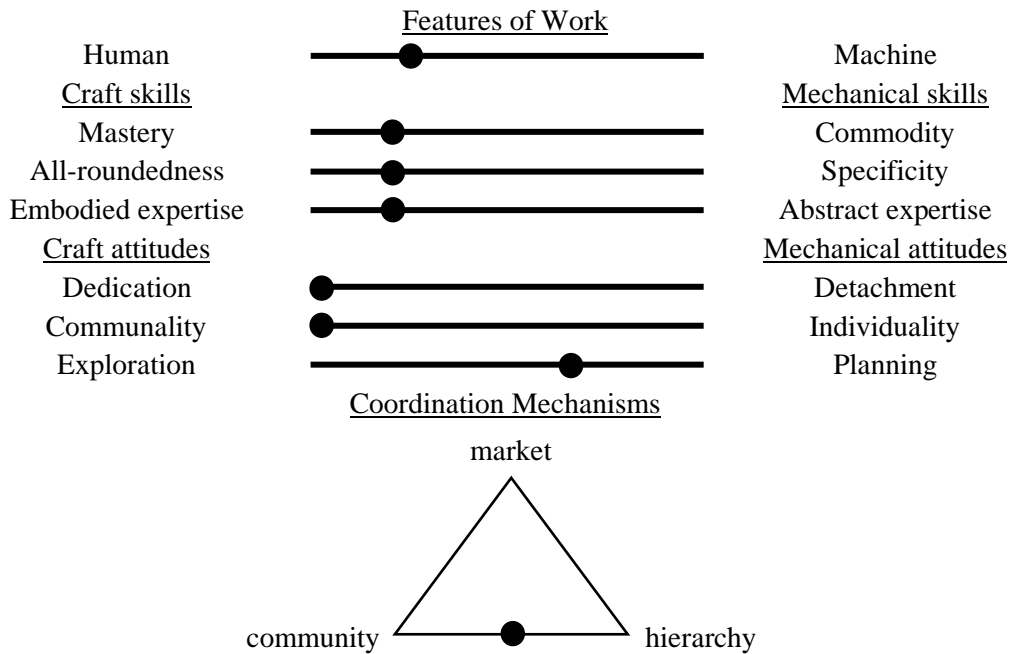 Features of Work
Human Machine
Craft skills Mechanical skills
Mastery Commodity
All-roundedness Specificity
Embodied expertise Abstract expertise
Craft attitudes Mechanical attitudes
Dedication Detachment
Communality Individuality
Exploration Planning
Coordination Mechanisms
market
community hierarchy